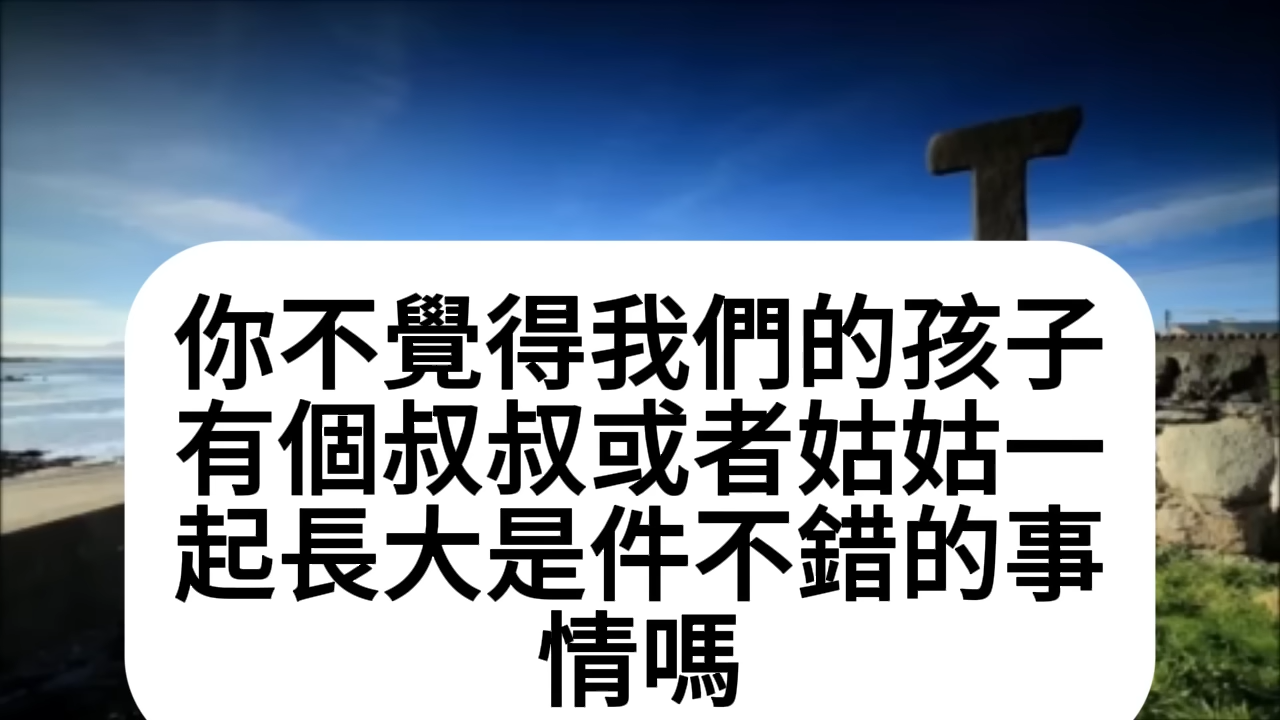 你不覺得我們的孩子
有個叔叔或者姑姑一
起長大是件不錯的事
情嗎